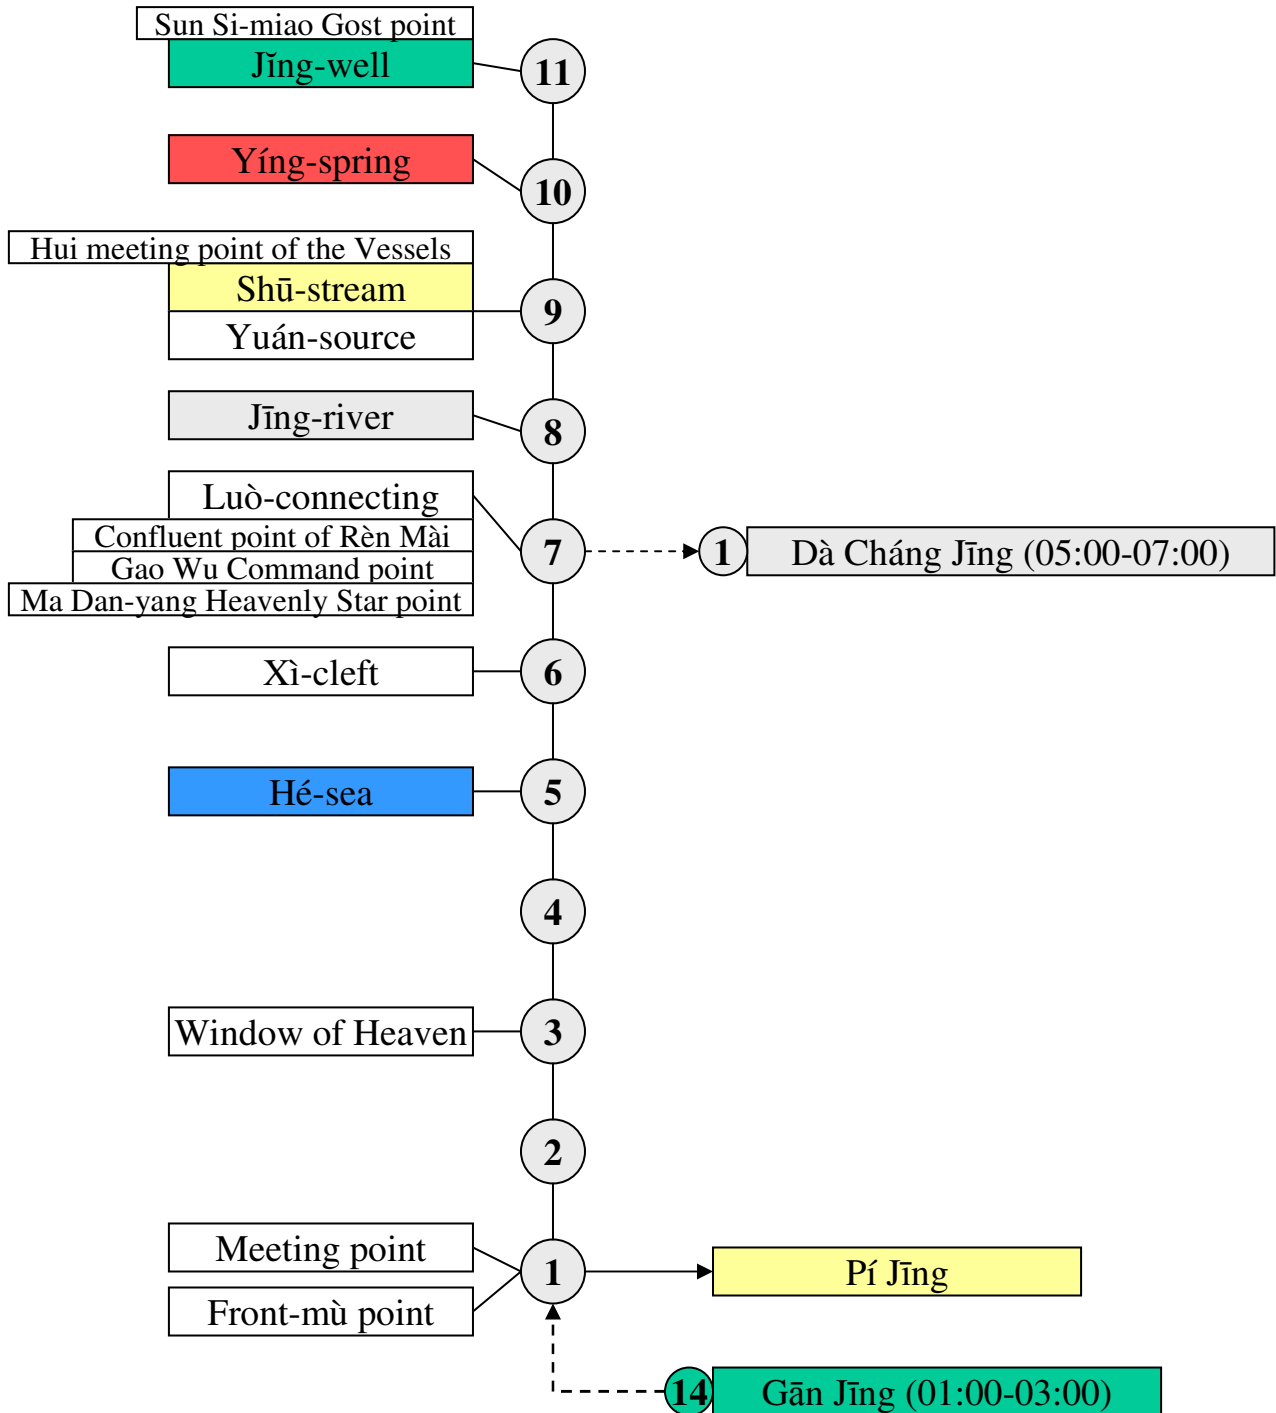 Sun Si-miao Gost point
Jĭng-well
11
Yíng-spring
10
Hui meeting point of the Vessels
Shū-stream
9
Yuán-source
Jīng-river
8
Luò-connecting
Confluent point of Rèn Mài
7
1
Dà Cháng Jīng (05:00-07:00)
Gao Wu Command point
Ma Dan-yang Heavenly Star point
Xì-cleft
6
Hé-sea
5
4
Window of Heaven
3
2
Meeting point
1
Pí Jīng
Front-mù point
14
Gān Jīng (01:00-03:00)